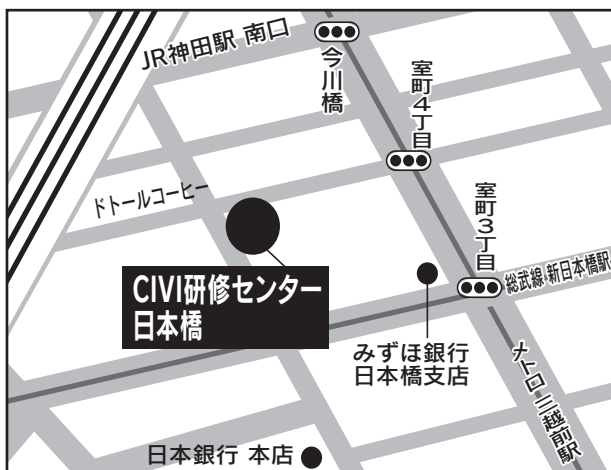 JR神田駅 南口
今川橋
室町4丁目
ドトールコーヒー
室町3丁目
総武線 新日本橋駅
CIVI研修センター
日本橋
みずほ銀行
日本橋支店
メトロ 三越前駅
日本銀行 本店